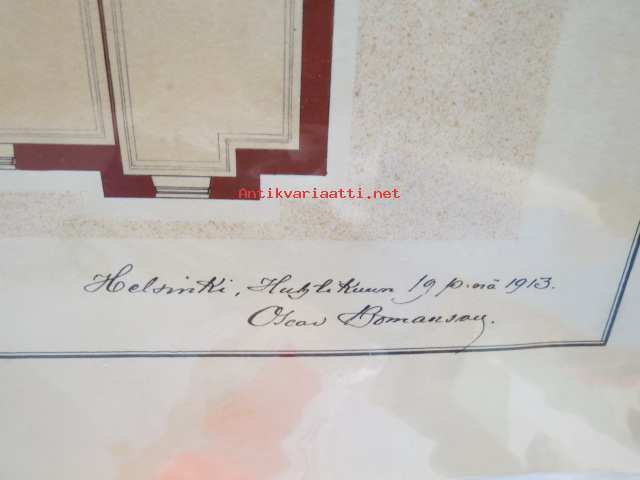 Antikvariaatti.net
Helsinki, Huhtikuun 19 p:nä 1913.
Oscar Bomanson.